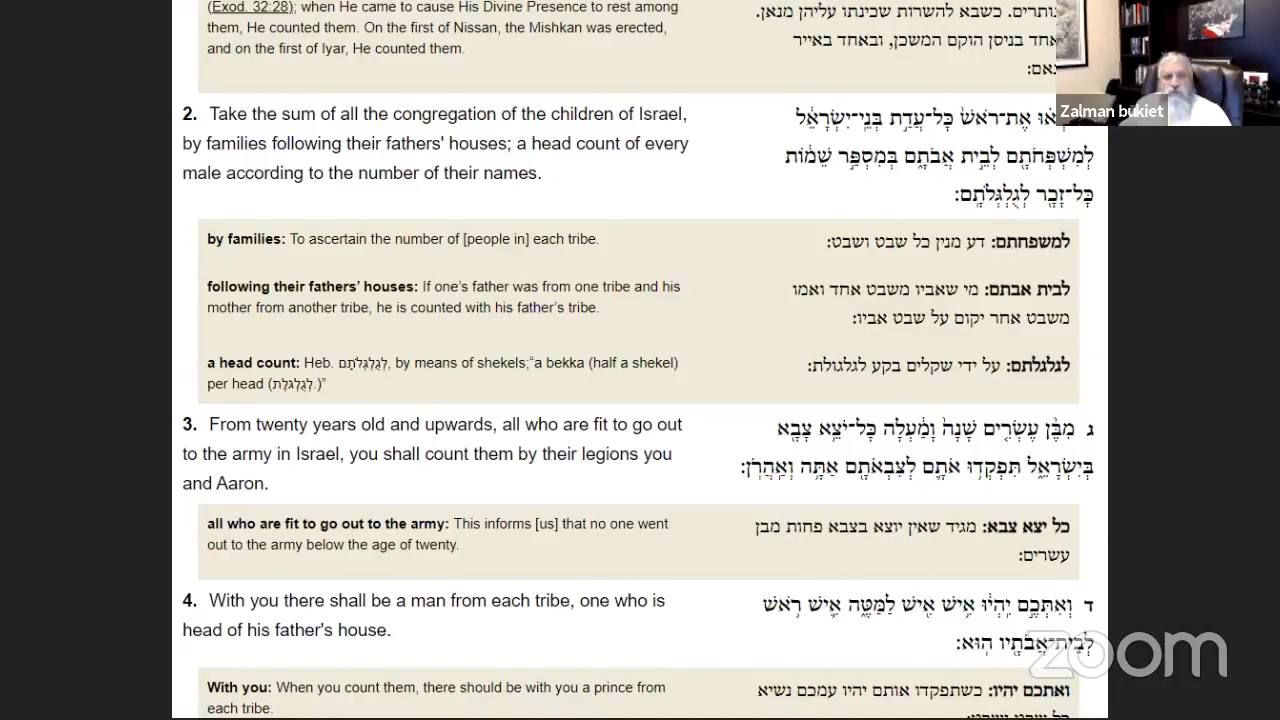 (Exod. 32:28); when He came to cause His Divine Presence to rest among
them, He counted them. On the first of Nissan, the Mishkan was erected,
and on the first of Iyar, He counted them.
נותרים. כשבא להשרות שכינתו עליהן מנאן.
אחד בניסן הוקם המשכן, ובאחד באייר
Zalman bukiet
2. Take the sum of all the congregation of the children of Israel,
by families following their fathers' houses; a head count of every
male according to the number of their names.
אֶת־רֹאשׁ֙ כָּל־עֲדַ֣ת בְּנֵֽי־יִשְׂרָאֵ֔ל
לְמִשְׁפְּחֹתָ֖ם לְבֵ֣ית אֲבֹתָ֑ם בְּמִסְפַּ֣ר שֵׁמ֔וֹת
כָּל־זָכָ֖ר לְגֻלְגְּלֹתָֽם:
by families: To ascertain the number of [people in] each tribe.
למשפחתם: דע מנין כל שבט ושבט:
following their fathers’ houses: If one’s father was from one tribe and his
mother from another tribe, he is counted with his father’s tribe.
לבית אבתם: מי שאביו משבט אחד ואמו
משבט אחר יקום על שבט אביו:
a head count: Heb. לְגֻלְגְּלֹתָם, by means of shekels;“a bekka (half a shekel)
per head (לַגֻּלְגֹּלֶת.)”
לגלגלתם: על ידי שקלים בקע לגלגולת:
3. From twenty years old and upwards, all who are fit to go out
to the army in Israel, you shall count them by their legions you
and Aaron.
ג מִבֶּ֨ן עֶשְׂרִ֤ים שָׁנָה֙ וָמַ֔עְלָה כָּל־יֹצֵ֥א צָבָ֖א
בְּיִשְׂרָאֵ֑ל תִּפְקְד֥וּ אֹתָ֛ם לְצִבְאֹתָ֖ם אַתָּ֥ה וְאַֽהֲרֹֽן:
all who are fit to go out to the army: This informs [us] that no one went
out to the army below the age of twenty.
כל יצא צבא: מגיד שאין יוצא בצבא פחות מבן
עשרים:
4. With you there shall be a man from each tribe, one who is
head of his father's house.
ד וְאִתְּכֶ֣ם יִֽהְי֔וּ אִ֥ישׁ אִ֖ישׁ לַמַּטֶּ֑ה אִ֛ישׁ רֹ֥אשׁ
לְבֵית־אֲבֹתָ֖יו הֽוּא:
zoom
With you: When you count them, there should be with you a prince from
each tribe.
ואתכם יהיו: כשתפקדו אותם יהיו עמכם נשיא